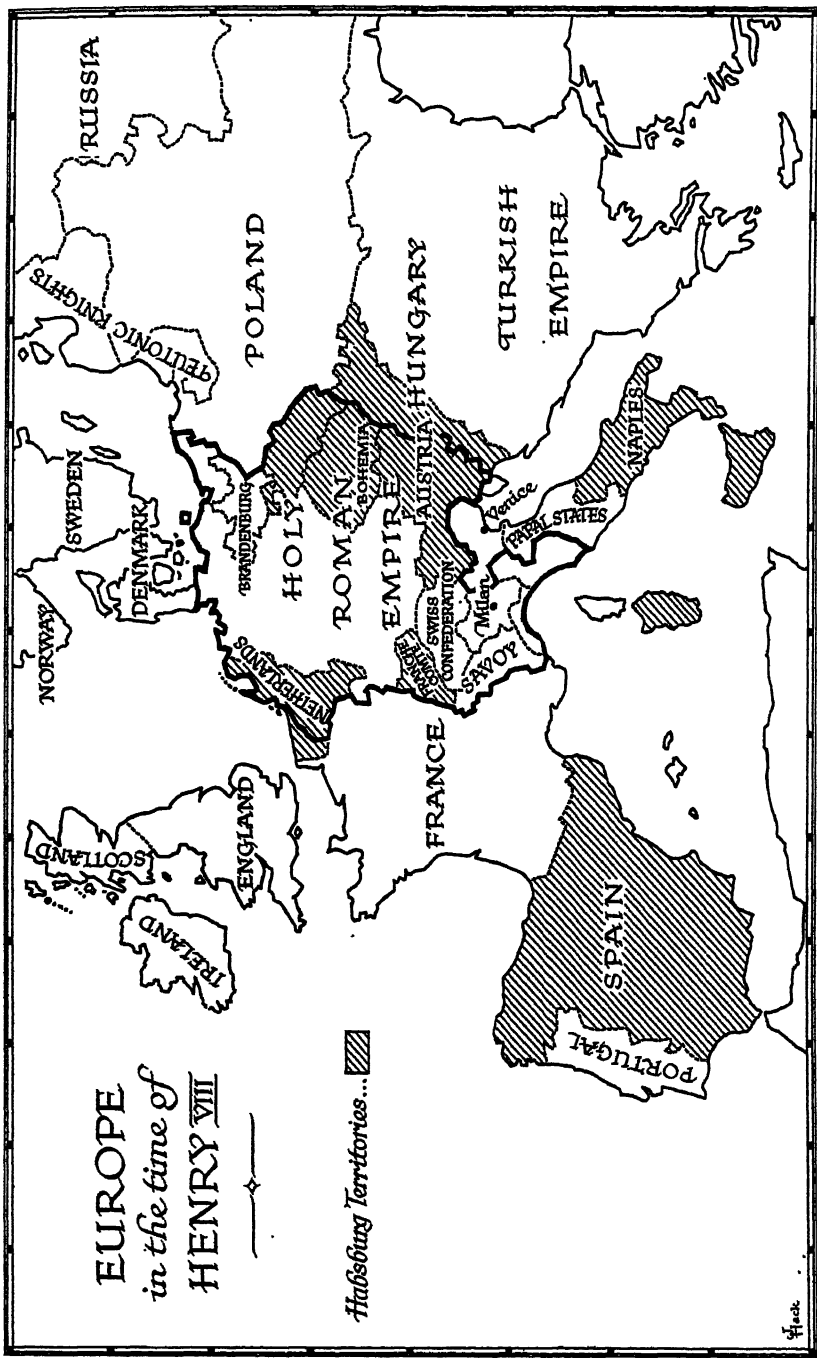 EUROPE
in the time of
HENRY VIII
Habsburg Territories...
NORWAY
SWEDEN
RUSSIA
DENMARK
TEUTONIC KNIGHTS
SCOTLAND
IRELAND
ENGLAND
NETHERLANDS
BRANDENBURG
POLAND
HOLY
ROMAN
EMPIRE
BOHEMIA
AUSTRIA
HUNGARY
FRANCE
FRANCHE
COMTÉ
SWISS
CONFEDERATION
SAVOY
Milan
Venice
PAPAL STATES
NAPLES
TURKISH
EMPIRE
PORTUGAL
SPAIN